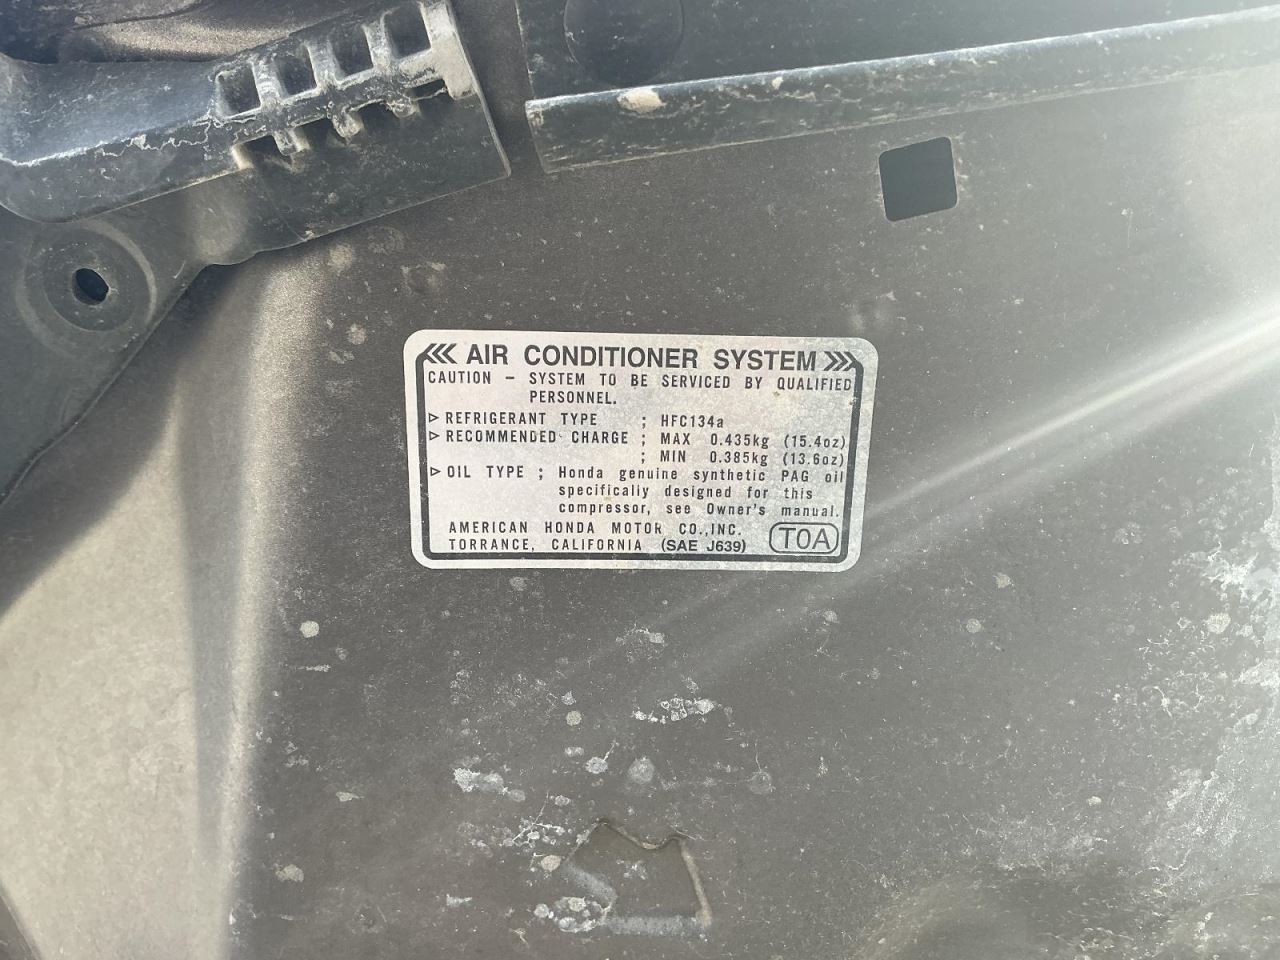 AIR CONDITIONER SYSTEM
CAUTION - SYSTEM TO BE SERVICED BY QUALIFIED
PERSONNEL.
REFRIGERANT TYPE ; HFC134a
RECOMMENDED CHARGE ; MAX 0.435kg (15.4oz)
; MIN 0.385kg (13.6oz)
OIL TYPE ; Honda genuine synthetic PAG oil
specifically designed for this
compressor, see Owner's manual.
AMERICAN HONDA MOTOR CO.,INC.
TORRANCE, CALIFORNIA (SAE J639) T0A